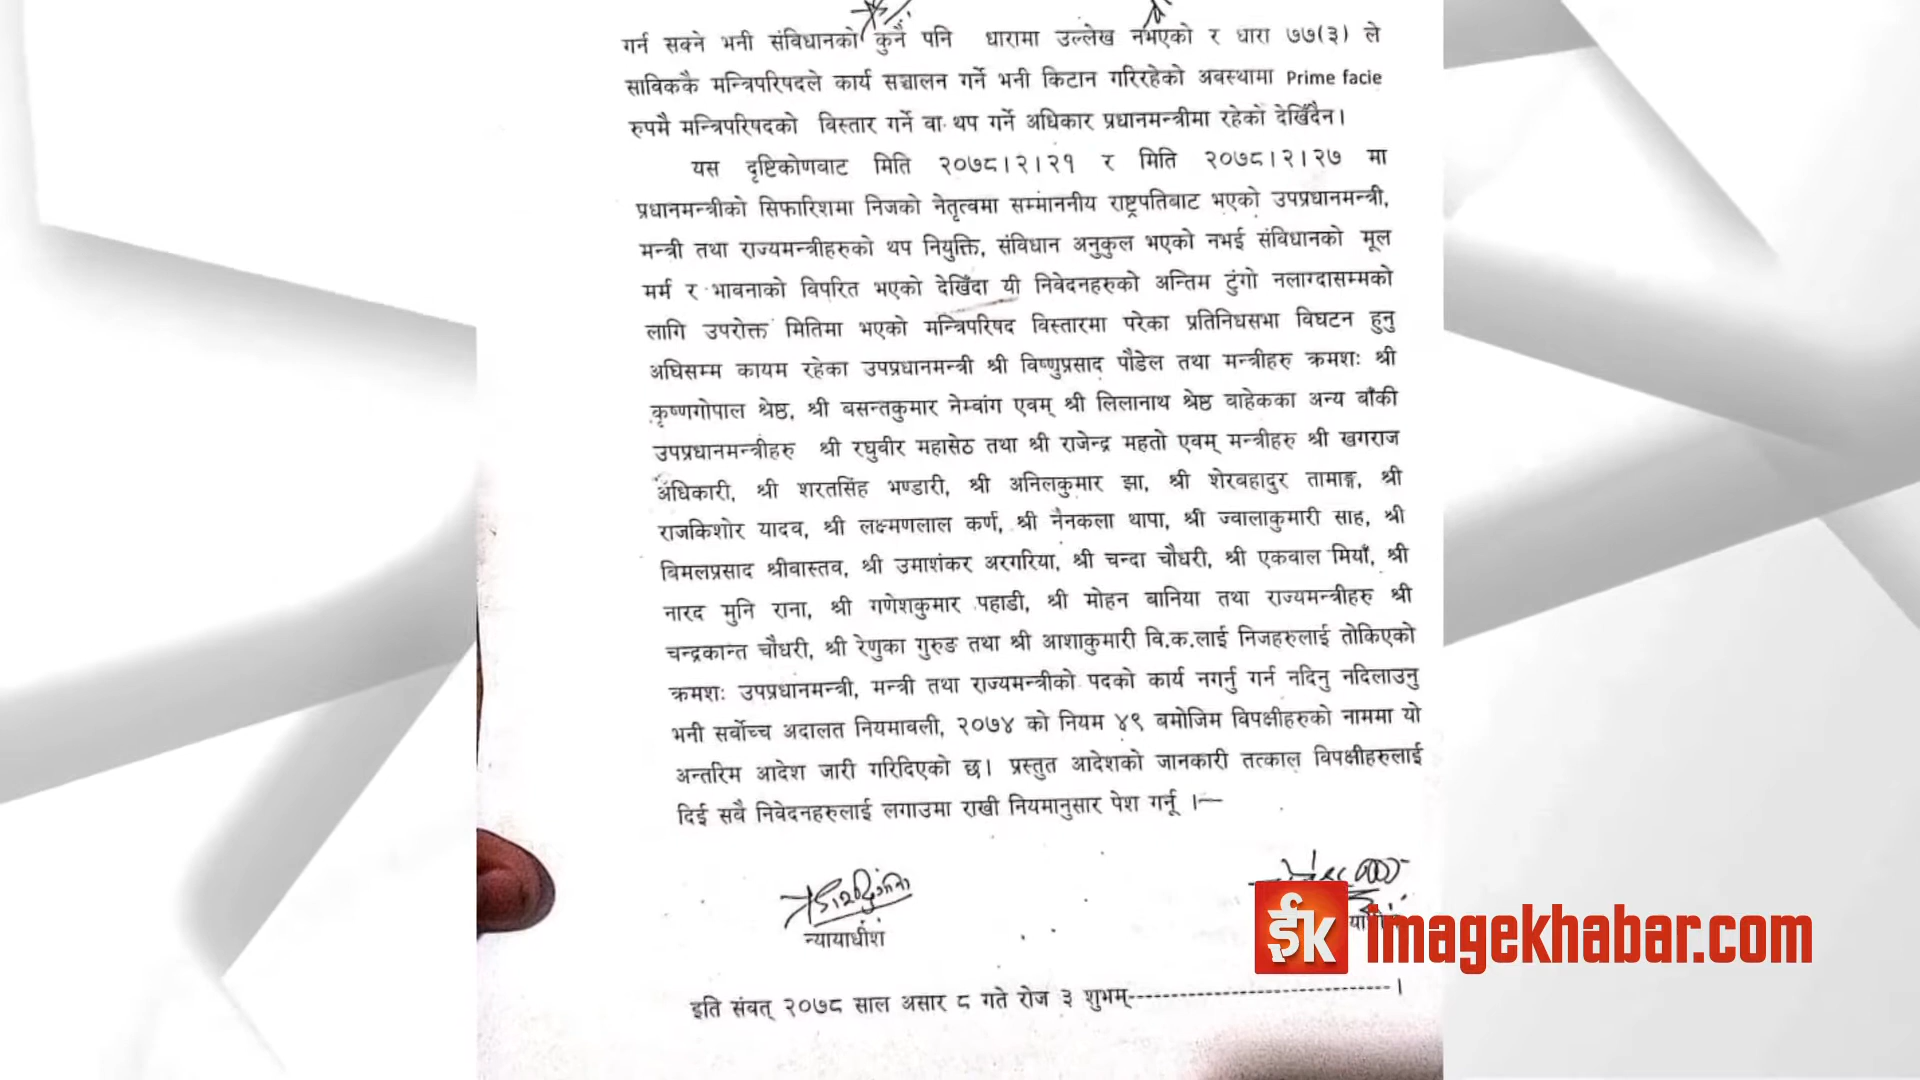 गर्न सक्ने भनी संविधानको कुनै पनि धारामा उल्लेख नभएको र धारा ७७(३) ले
साविककै मन्त्रिपरिषदले कार्य सञ्चालन गर्ने भनी किटान गरिरहेको अवस्थामा Prime facie
रुपमै मन्त्रिपरिषदको विस्तार गर्ने वा थप गर्ने अधिकार प्रधानमन्त्रीमा रहेको देखिँदैन।
यस दृष्टिकोणबाट मिति २०७८।२।२१ र मिति २०७८।२।२७ मा
प्रधानमन्त्रीको सिफारिशमा निजको नेतृत्वमा सम्माननीय राष्ट्रपतिबाट भएको उपप्रधानमन्त्री,
मन्त्री तथा राज्यमन्त्रीहरुको थप नियुक्ति, संविधान अनुकुल भएको नभई संविधानको मूल
मर्म र भावनाको विपरित भएको देखिँदा यी निवेदनहरुको अन्तिम टुंगो नलाग्दासम्मको
लागि उपरोक्त मितिमा भएको मन्त्रिपरिषद विस्तारमा परेका प्रतिनिधसभा विघटन हुनु
अघिसम्म कायम रहेका उपप्रधानमन्त्री श्री विष्णुप्रसाद पौडेल तथा मन्त्रीहरु क्रमशः श्री
कृष्णगोपाल श्रेष्ठ, श्री बसन्तकुमार नेम्वांग एवम् श्री लिलानाथ श्रेष्ठ वाहेकका अन्य बाँकी
उपप्रधानमन्त्रीहरु श्री रघुवीर महासेठ तथा श्री राजेन्द्र महतो एवम् मन्त्रीहरु श्री खगराज
अधिकारी, श्री शरतसिंह भण्डारी, श्री अनिलकुमार झा, श्री शेरबहादुर तामाङ्ग, श्री
राजकिशोर यादव, श्री लक्ष्मणलाल कर्ण, श्री नैनकला थापा, श्री ज्वालाकुमारी साह, श्री
विमलप्रसाद श्रीवास्तव, श्री उमाशंकर अरगरिया, श्री चन्दा चौधरी, श्री एकवाल मियाँ, श्री
नारद मुनि राना, श्री गणेशकुमार पहाडी, श्री मोहन बानिया तथा राज्यमन्त्रीहरु श्री
चन्द्रकान्त चौधरी, श्री रेणुका गुरुङ तथा श्री आशाकुमारी वि.क.लाई निजहरुलाई तोकिएको
क्रमशः उपप्रधानमन्त्री, मन्त्री तथा राज्यमन्त्रीको पदको कार्य नगर्नु गर्न नदिनु नदिलाउनु
भनी सर्वोच्च अदालत नियमावली, २०७४ को नियम ४९ बमोजिम विपक्षीहरुको नाममा यो
अन्तरिम आदेश जारी गरिदिएको छ। प्रस्तुत आदेशको जानकारी तत्काल विपक्षीहरुलाई
दिई सबै निवेदनहरुलाई लगाउमा राखी नियमानुसार पेश गर्नू ।–
न्यायाधीश
ईk imagekhabar.com
इति संवत् २०७८ साल असार ८ गते रोज ३ शुभम्------------------------------।